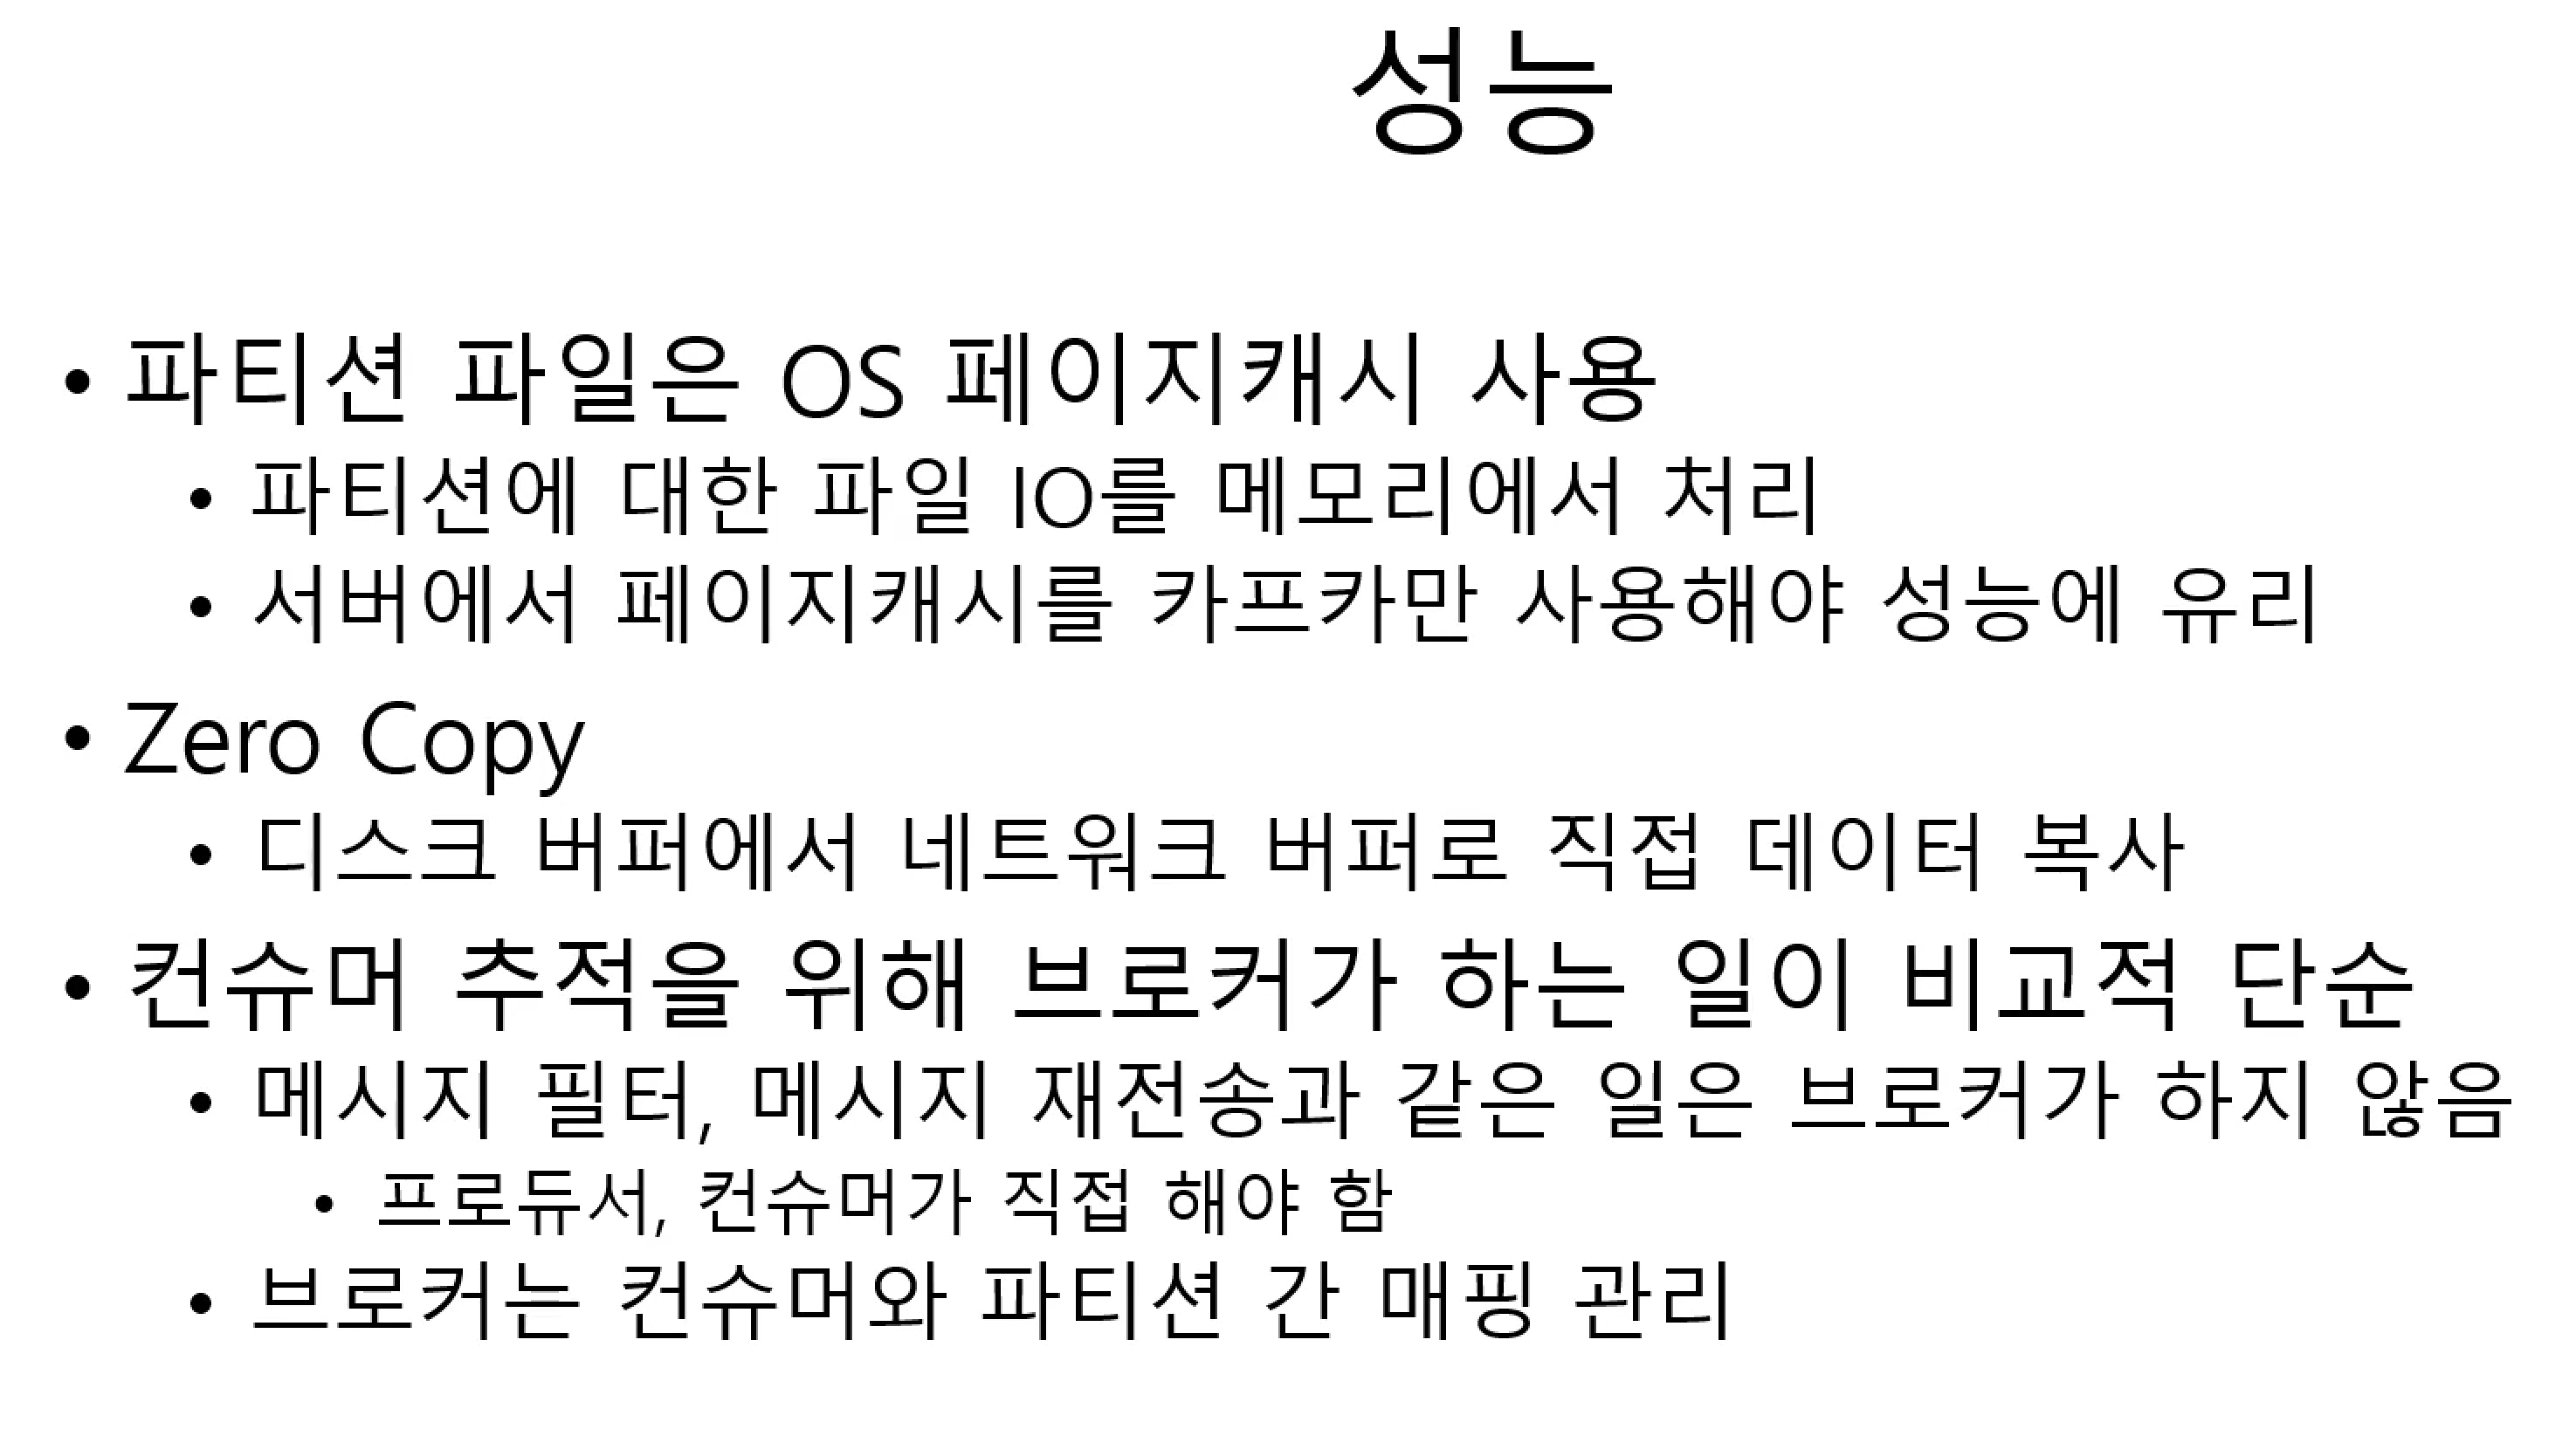 성능
• 파티션 파일은 OS 페이지캐시 사용
• 파티션에 대한 파일 IO를 메모리에서 처리
• 서버에서 페이지캐시를 카프카만 사용해야 성능에 유리
• Zero Copy
• 디스크 버퍼에서 네트워크 버퍼로 직접 데이터 복사
• 컨슈머 추적을 위해 브로커가 하는 일이 비교적 단순
• 메시지 필터, 메시지 재전송과 같은 일은 브로커가 하지 않음
• 프로듀서, 컨슈머가 직접 해야 함
• 브로커는 컨슈머와 파티션 간 매핑 관리